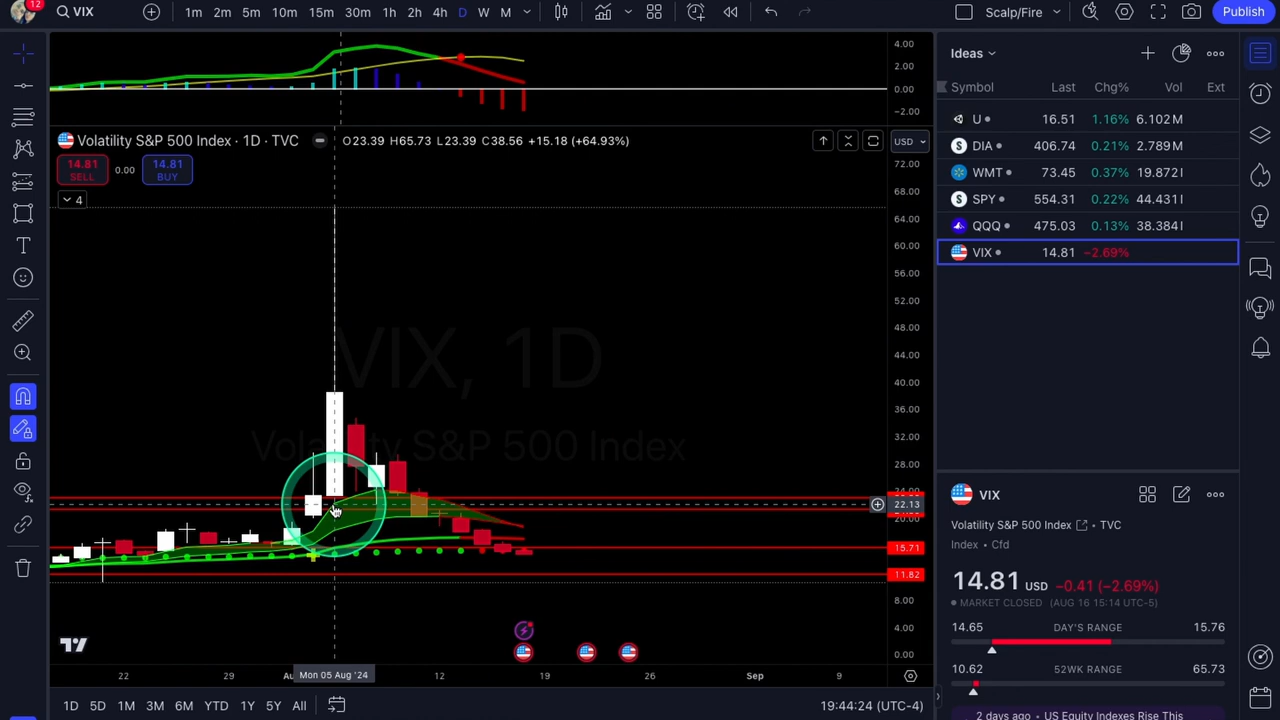 12
VIX
1m 2m 5m 10m 15m 30m 1h 2h 4h D W M
Scalp/Fire
Publish
Volatility S&P 500 Index · 1D · TVC
O23.39 H65.73 L23.39 C38.56 +15.18 (+64.93%)
14.81
SELL
0.00
14.81
BUY
4
VIX, 1D
Volatility S&P 500 Index
4.00
2.00
0.00
−2.00
USD
72.00
68.00
64.00
60.00
56.00
52.00
48.00
44.00
40.00
36.00
32.00
28.00
24.00
22.13
20.00
15.71
11.82
8.00
4.00
0.00
22
29
Au
Mon 05 Aug '24
12
19
26
Sep
9
1D 5D 1M 3M 6M YTD 1Y 5Y All
19:44:24 (UTC-4)
Ideas
Symbol Last Chg% Vol Ext
U 16.51 1.16% 6.102M
DIA 406.74 0.21% 2.789M
WMT 73.45 0.37% 19.872I
SPY 554.31 0.22% 44.431I
QQQ 475.03 0.13% 38.384I
VIX 14.81 −2.69%
VIX
Volatility S&P 500 Index • TVC
Index • Cfd
14.81 USD −0.41 (−2.69%)
MARKET CLOSED (AUG 16 15:14 UTC-5)
14.65 DAY'S RANGE 15.76
10.62 52WK RANGE 65.73
2 days ago • US Equity Indexes Rise This